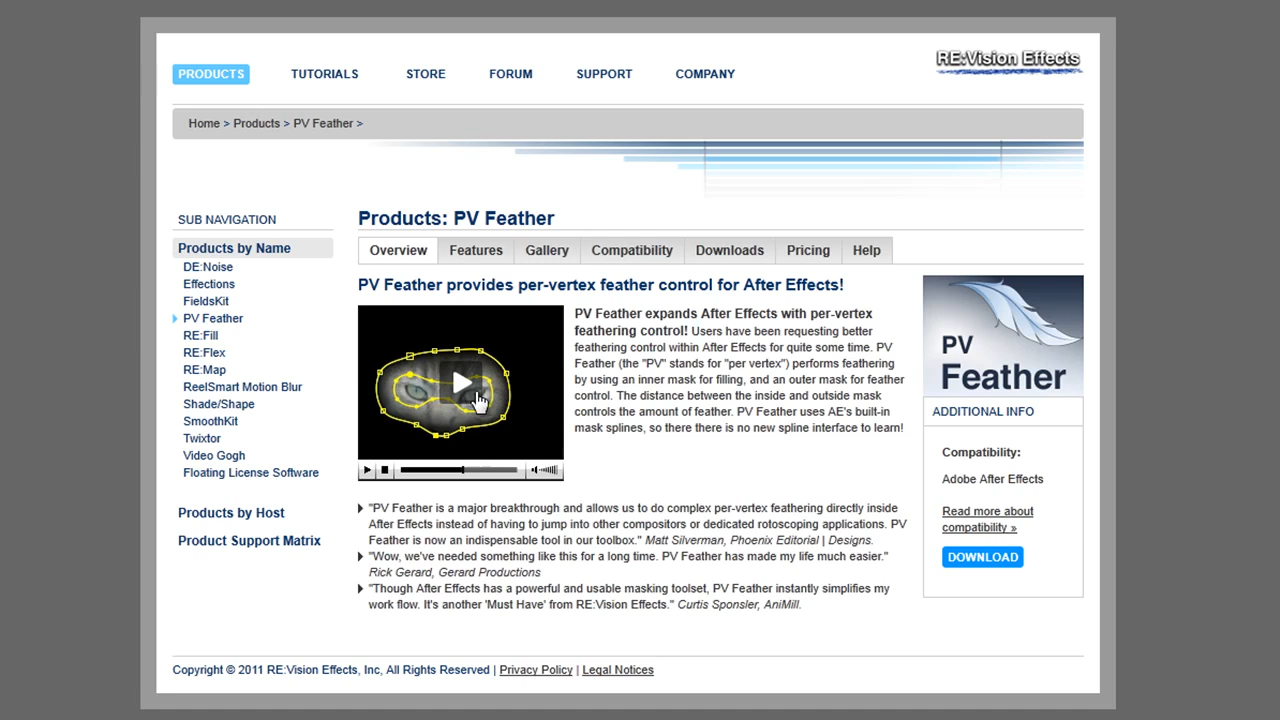 PRODUCTS TUTORIALS STORE FORUM SUPPORT COMPANY
RE:Vision Effects
Home > Products > PV Feather >
SUB NAVIGATION
Products by Name
DE:Noise
Effections
FieldsKit
PV Feather
RE:Fill
RE:Flex
RE:Map
ReelSmart Motion Blur
Shade/Shape
SmoothKit
Twixtor
Video Gogh
Floating License Software
Products by Host
Product Support Matrix
Products: PV Feather
Overview Features Gallery Compatibility Downloads Pricing Help
PV Feather provides per-vertex feather control for After Effects!
PV Feather expands After Effects with per-vertex
feathering control! Users have been requesting better
feathering control within After Effects for quite some time. PV
Feather (the "PV" stands for "per vertex") performs feathering
by using an inner mask for filling, and an outer mask for feather
control. The distance between the inside and outside mask
controls the amount of feather. PV Feather uses AE's built-in
mask splines, so there there is no new spline interface to learn!
"PV Feather is a major breakthrough and allows us to do complex per-vertex feathering directly inside
After Effects instead of having to jump into other compositors or dedicated rotoscoping applications. PV
Feather is now an indispensable tool in our toolbox." Matt Silverman, Phoenix Editorial | Designs.
"Wow, we've needed something like this for a long time. PV Feather has made my life much easier."
Rick Gerard, Gerard Productions
"Though After Effects has a powerful and usable masking toolset, PV Feather instantly simplifies my
work flow. It's another 'Must Have' from RE:Vision Effects." Curtis Sponsler, AniMill.
PV
Feather
ADDITIONAL INFO
Compatibility:
Adobe After Effects
Read more about
compatibility »
DOWNLOAD
Copyright © 2011 RE:Vision Effects, Inc, All Rights Reserved | Privacy Policy | Legal Notices